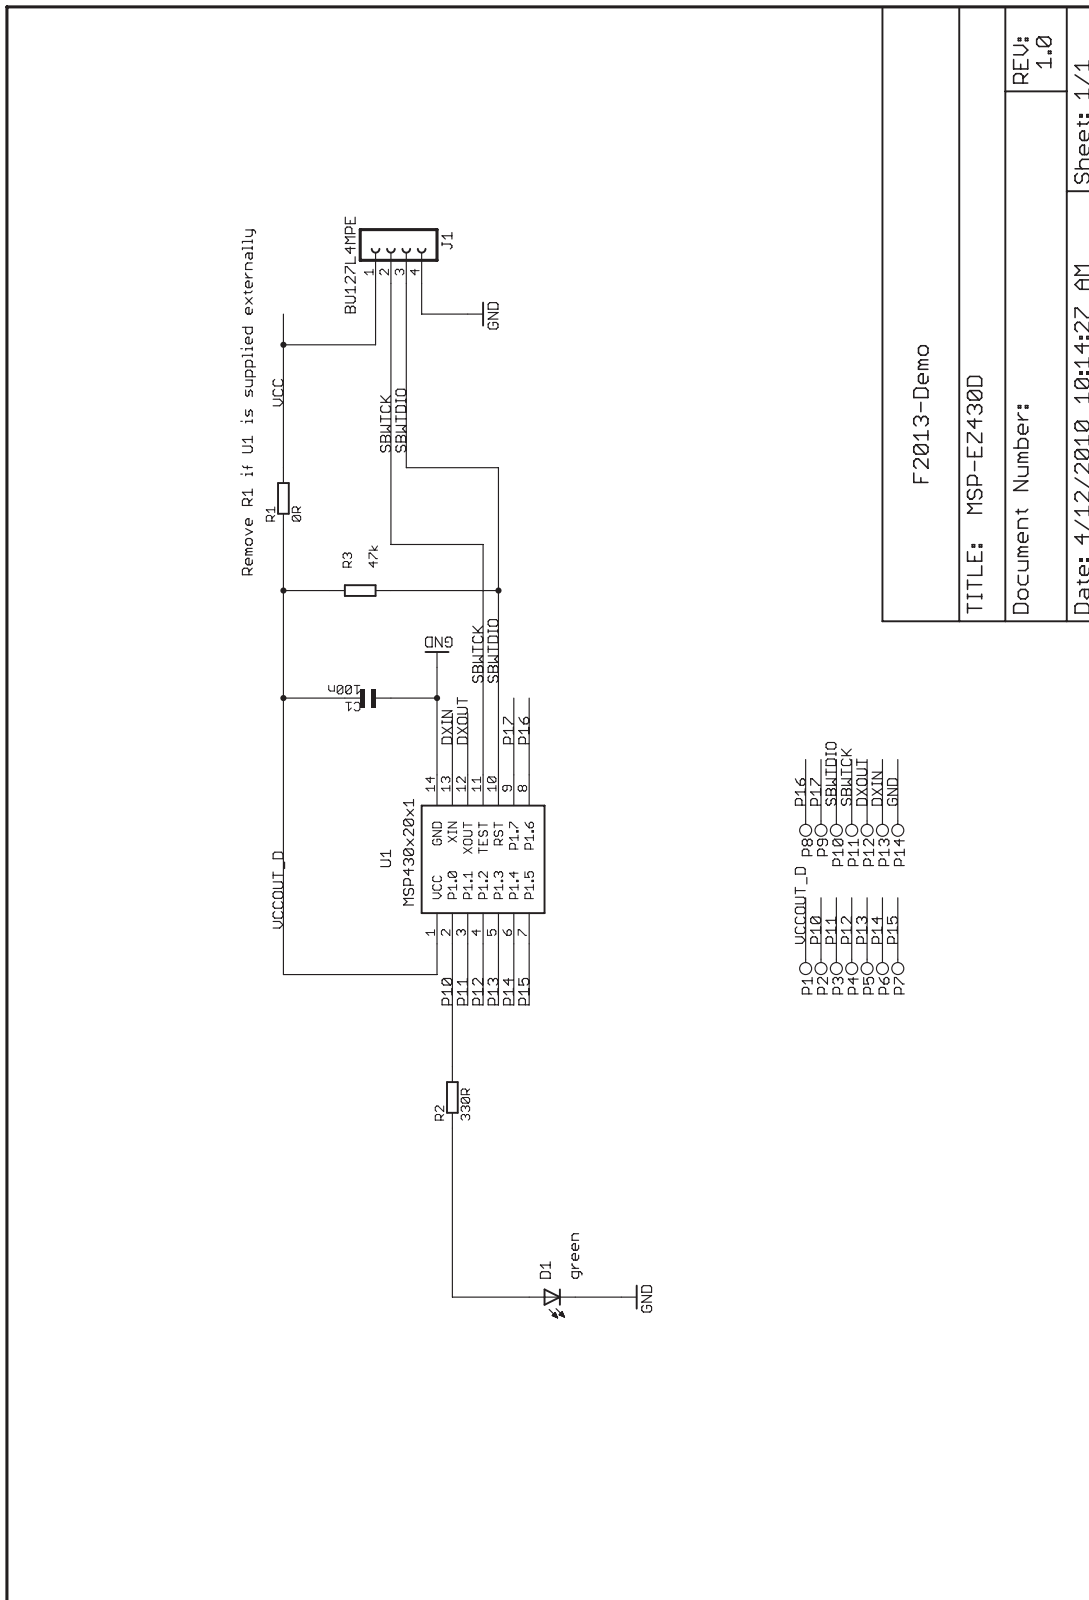 Remove R1 if U1 is supplied externally
VCCOUT_D
R1
0R
VCC
C1
100n
R3
47k
BU127L4MPE
1
2
3
4
J1
GND
SBWTCK
SBWTDIO
GND
SBWTCK
SBWTDIO
U1
MSP430x20x1
1 VCC GND 14
2 P1.0 XIN 13 DXIN
3 P1.1 XOUT 12 DXOUT
4 P1.2 TEST 11
5 P1.3 RST 10
6 P1.4 P1.7 9 P17
7 P1.5 P1.6 8 P16
P10
P11
P12
P13
P14
P15
R2
330R
D1
green
GND
P1 VCCOUT_D
P2 P10
P3 P11
P4 P12
P5 P13
P6 P14
P7 P15
P8 P16
P9 P17
P10 SBWTDIO
P11 SBWTCK
P12 DXOUT
P13 DXIN
P14 GND
F2013-Demo
TITLE: MSP-EZ430D
Document Number:
REV:
1.0
Date: 4/12/2010 10:14:27 AM
Sheet: 1/1